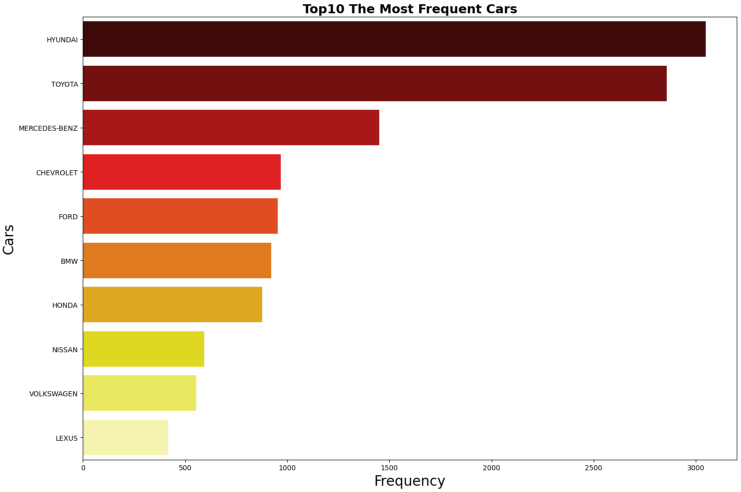 Top10 The Most Frequent Cars
HYUNDAI
TOYOTA
MERCEDES-BENZ
CHEVROLET
FORD
BMW
HONDA
NISSAN
VOLKSWAGEN
LEXUS
Cars
0 500 1000 1500 2000 2500 3000
Frequency